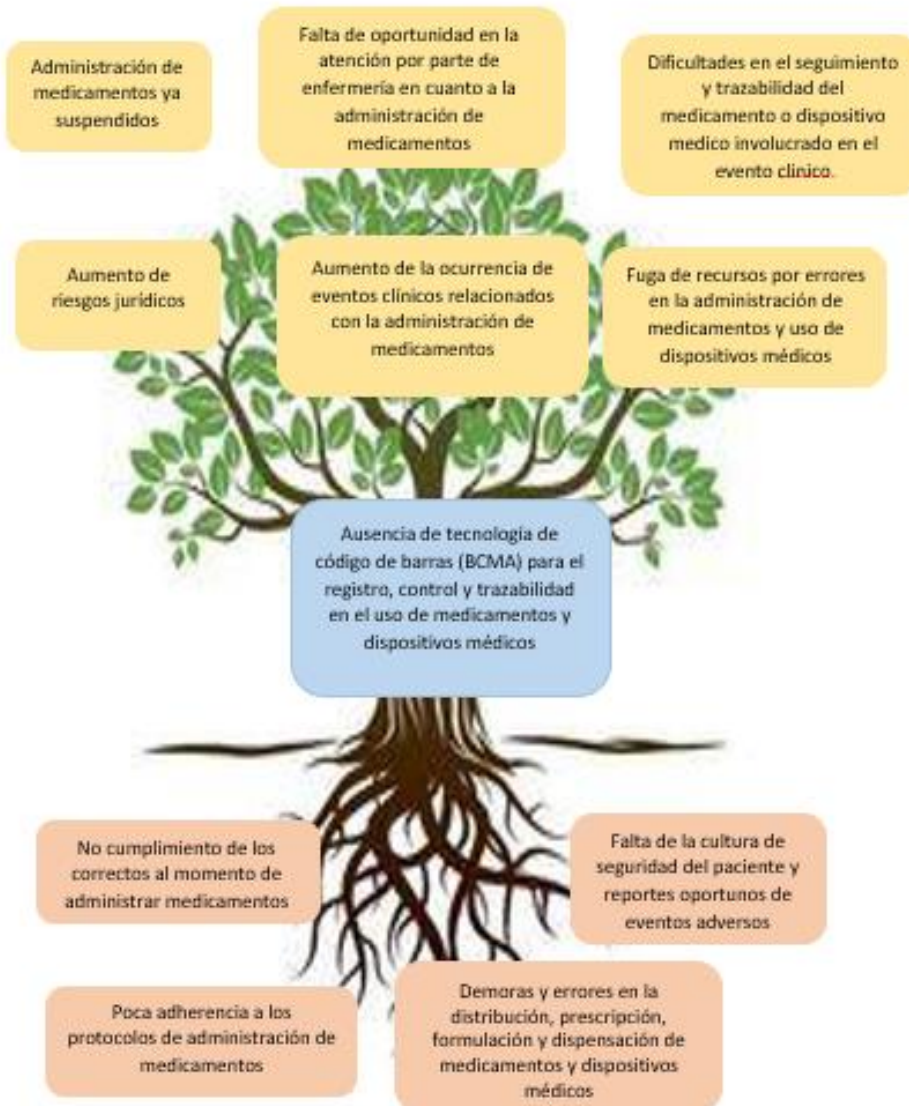 Administración de
medicamentos ya
suspendidos
Falta de oportunidad en la
atención por parte de
enfermería en cuanto a la
administración de
medicamentos
Dificultades en el seguimiento
y trazabilidad del
medicamento o dispositivo
medico involucrado en el
evento clinico.
Aumento de
riesgos jurídicos
Aumento de la ocurrencia de
eventos clínicos relacionados
con la administración de
medicamentos
Fuga de recursos por errores
en la administración de
medicamentos y uso de
dispositivos médicos
Ausencia de tecnología de
código de barras (BCMA) para el
registro, control y trazabilidad
en el uso de medicamentos y
dispositivos médicos
No cumplimiento de los
correctos al momento de
administrar medicamentos
Falta de la cultura de
seguridad del paciente y
reportes oportunos de
eventos adversos
Poca adherencia a los
protocolos de administración de
medicamentos
Demoras y errores en la
distribución, prescripción,
formulación y dispensación de
medicamentos y dispositivos
médicos